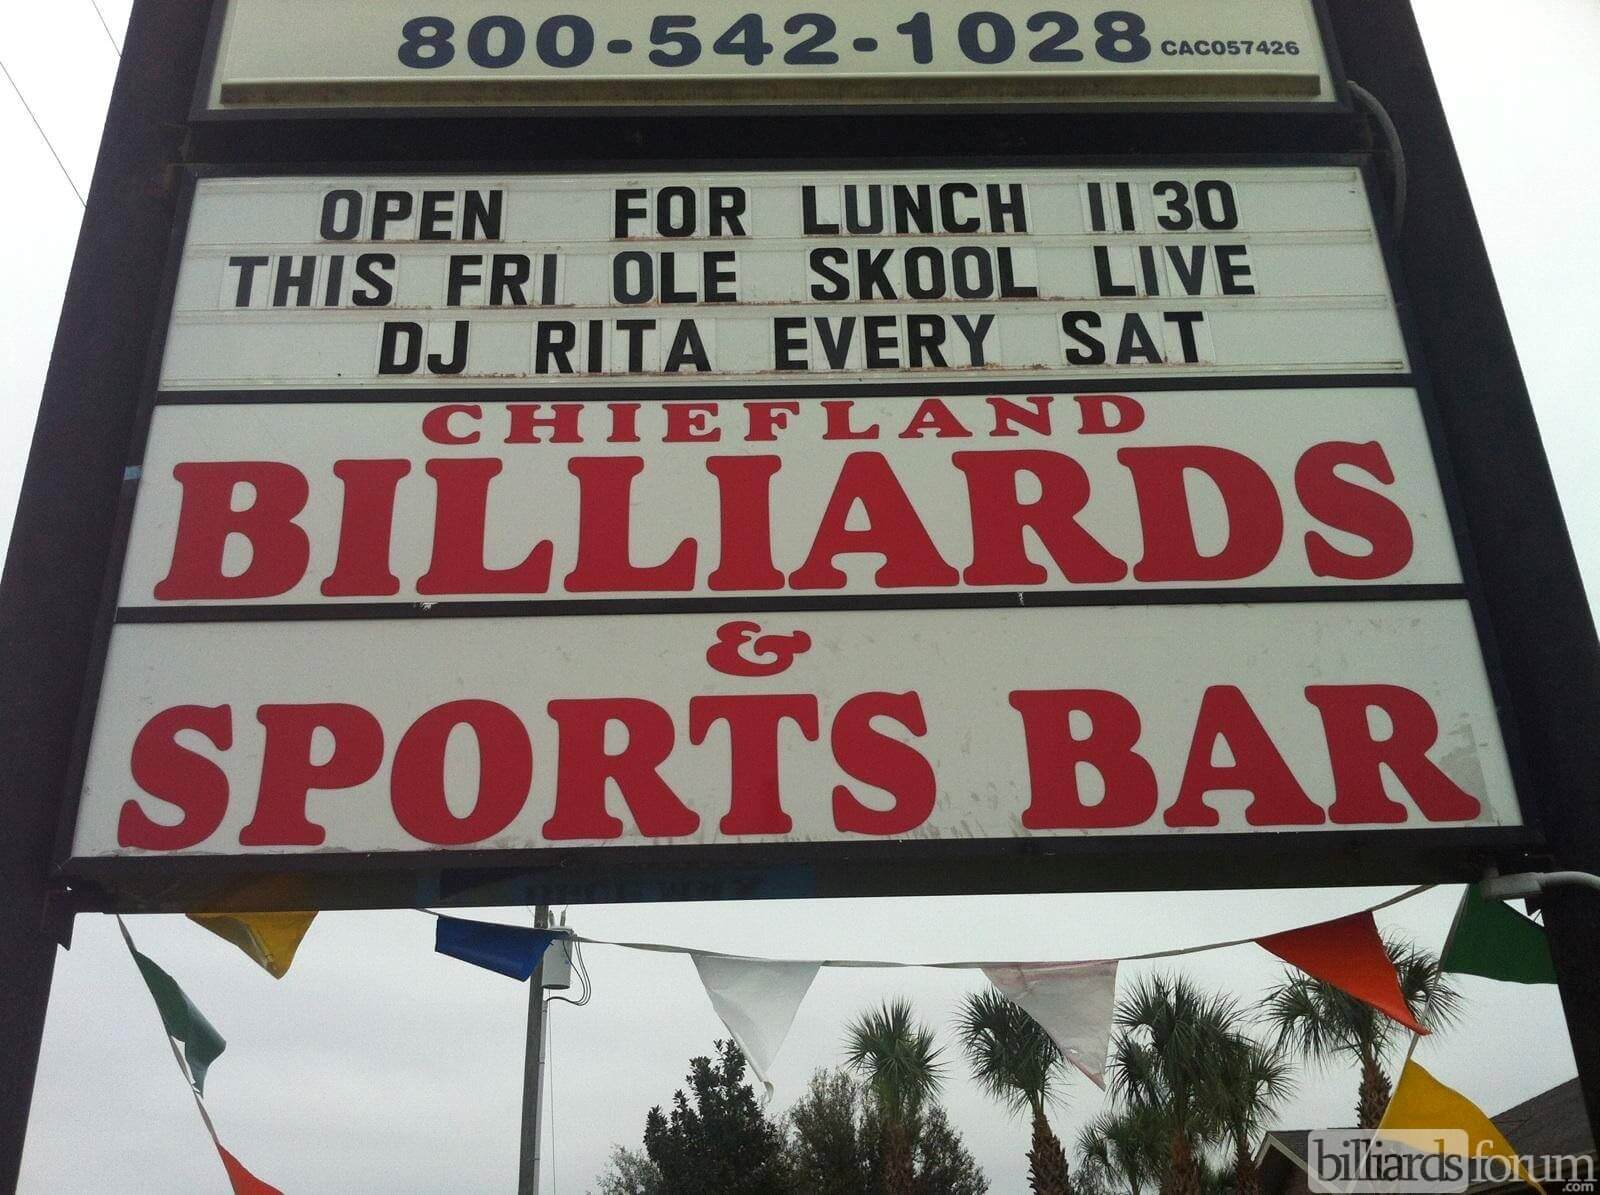 800-542-1028 CAC057426
OPEN FOR LUNCH 11 30
THIS FRI OLE SKOOL LIVE
DJ RITA EVERY SAT
CHIEFLAND
BILLIARDS
&
SPORTS BAR
billiardsforum
.com